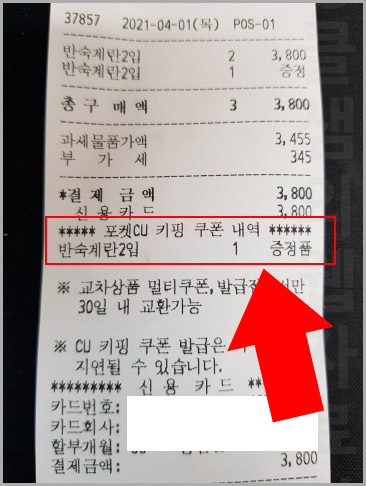 37857 2021-04-01(목) POS-01
반숙계란2입 2 3,800
반숙계란2입 1 증정
총 구 매 액 3 3,800
과세물품가액 3,455
부 가 세 345
*결 제 금 액 3,800
신 용 카 드 3,800
***** 포켓CU 키핑 쿠폰 내역 ******
반숙계란2입 1 증정품
※ 교차상품 멀티쿠폰, 발급 서만
30일 내 교환가능
※ CU 키핑 쿠폰 발급은
지연될 수 있습니다.
********* 신 용 카 드 **
카드번호:
카드회사:
할부개월:
결제금액: 3,800